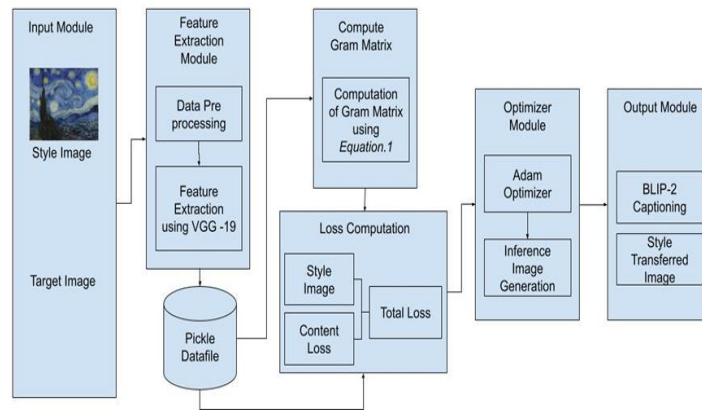 Input Module
Style Image
Target Image
Feature
Extraction
Module
Data Pre
processing
Feature
Extraction
using VGG -19
Pickle
Datafile
Compute
Gram Matrix
Computation
of Gram Matrix
using
Equation.1
Loss Computation
Style
Image
Content
Loss
Total Loss
Optimizer
Module
Adam
Optimizer
Inference
Image
Generation
Output Module
BLIP-2
Captioning
Style
Transferred
Image